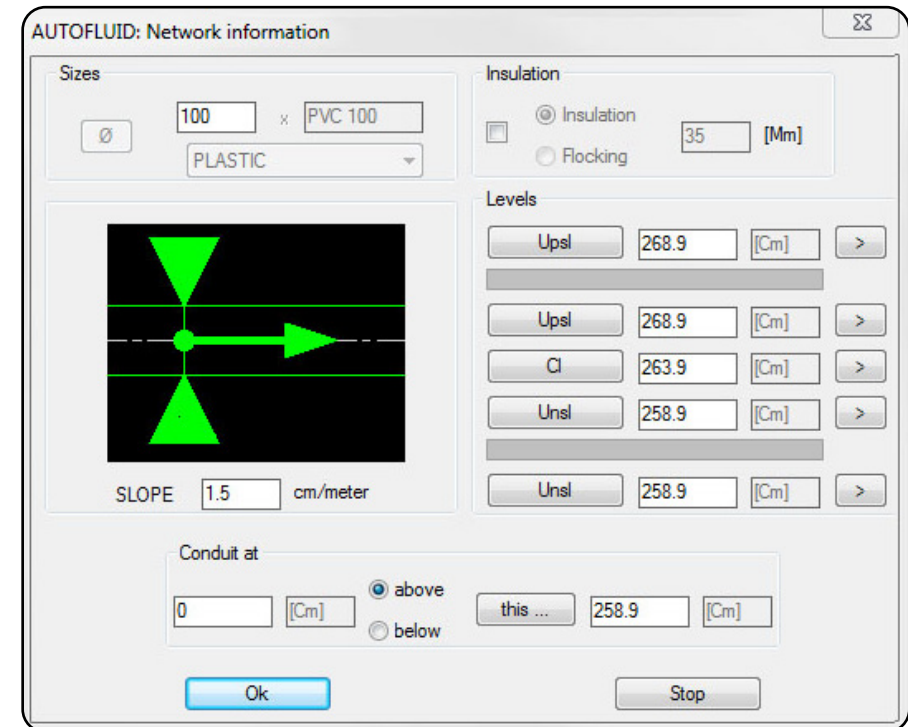 AUTOFLUID: Network information
Sizes
Ø
100 x PVC 100
PLASTIC
Insulation
Insulation
Flocking
35 [Mm]
Levels
Upsl 268.9 [Cm] >
Upsl 268.9 [Cm] >
Cl 263.9 [Cm] >
Unsl 258.9 [Cm] >
Unsl 258.9 [Cm] >
SLOPE 1.5 cm/meter
Conduit at
0 [Cm]
above
below
this ... 258.9 [Cm]
Ok
Stop